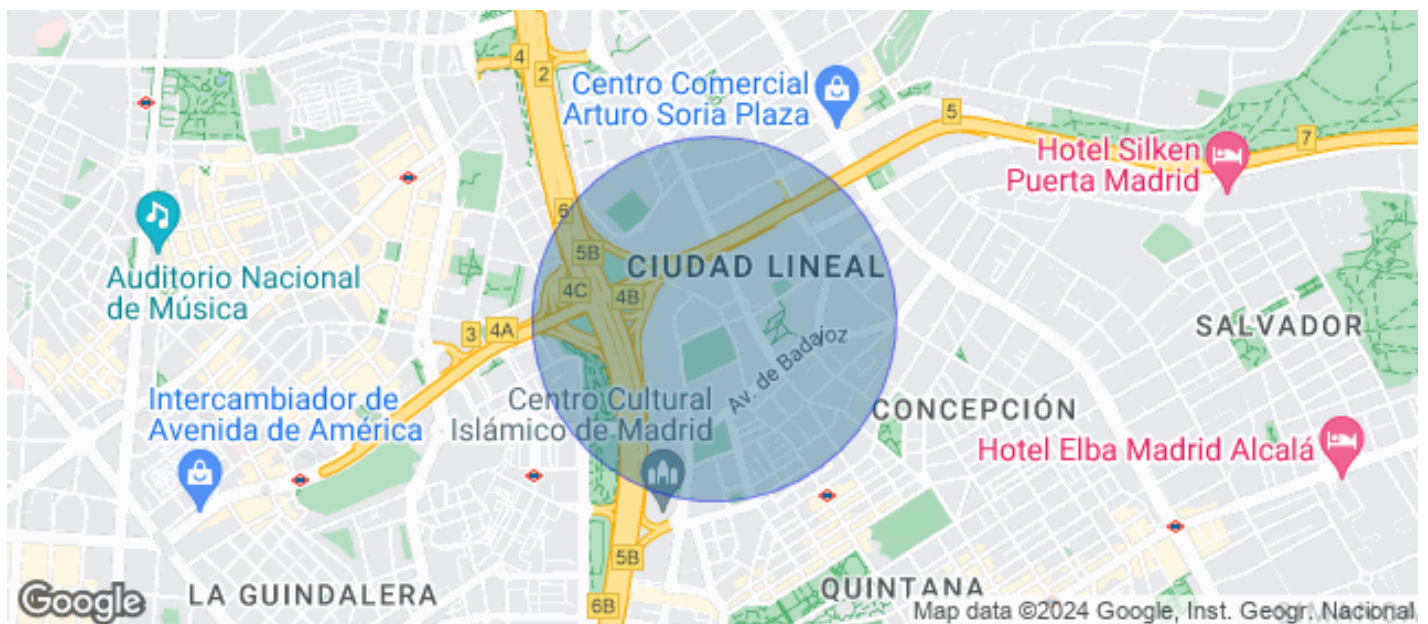 4
2
Centro Comercial
Arturo Soria Plaza
5
7
Hotel Silken
Puerta Madrid
6
5B
CIUDAD LINEAL
Auditorio Nacional
de Música
4C
4B
3
4A
SALVADOR
Av. de Badajoz
Intercambiador de
Avenida de América
Centro Cultural
Islámico de Madrid
CONCEPCIÓN
Hotel Elba Madrid Alcalá
5B
QUINTANA
LA GUINDALERA
6B
Google
Map data ©2024 Google, Inst. Geogr. Nacional